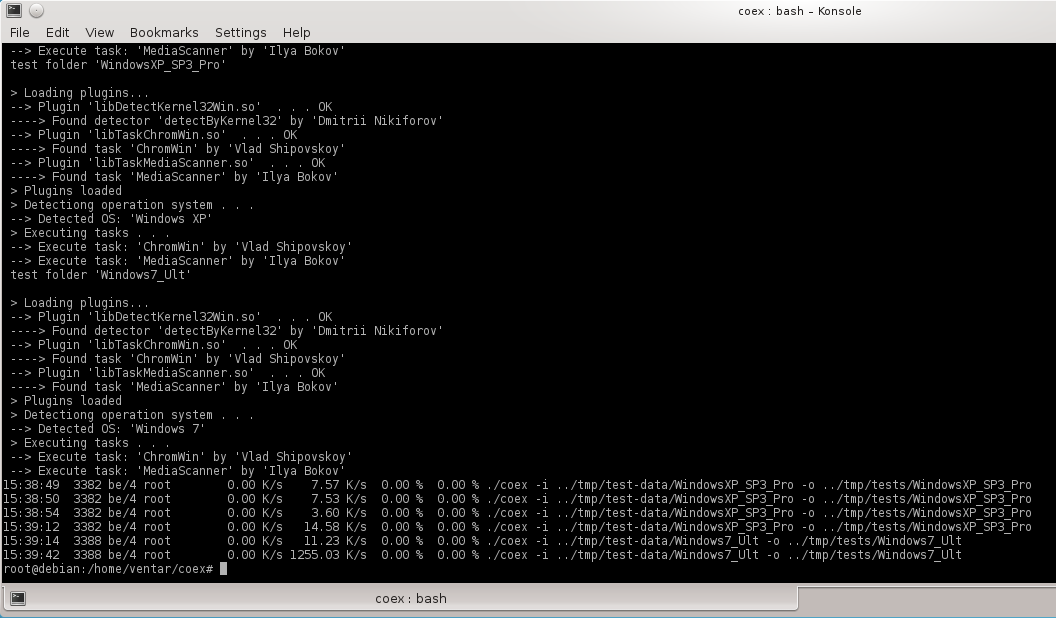 coex : bash – Konsole
File Edit View Bookmarks Settings Help
--> Execute task: 'MediaScanner' by 'Ilya Bokov'
test folder 'WindowsXP_SP3_Pro'
> Loading plugins...
--> Plugin 'libDetectKernel32Win.so'  . . . OK
----> Found detector 'detectByKernel32' by 'Dmitrii Nikiforov'
--> Plugin 'libTaskChromWin.so'  . . . OK
----> Found task 'ChromWin' by 'Vlad Shipovskoy'
--> Plugin 'libTaskMediaScanner.so'  . . . OK
----> Found task 'MediaScanner' by 'Ilya Bokov'
> Plugins loaded
> Detectiong operation system . . .
--> Detected OS: 'Windows XP'
> Executing tasks . . .
--> Execute task: 'ChromWin' by 'Vlad Shipovskoy'
--> Execute task: 'MediaScanner' by 'Ilya Bokov'
test folder 'Windows7_Ult'
> Loading plugins...
--> Plugin 'libDetectKernel32Win.so'  . . . OK
----> Found detector 'detectByKernel32' by 'Dmitrii Nikiforov'
--> Plugin 'libTaskChromWin.so'  . . . OK
----> Found task 'ChromWin' by 'Vlad Shipovskoy'
--> Plugin 'libTaskMediaScanner.so'  . . . OK
----> Found task 'MediaScanner' by 'Ilya Bokov'
> Plugins loaded
> Detectiong operation system . . .
--> Detected OS: 'Windows 7'
> Executing tasks . . .
--> Execute task: 'ChromWin' by 'Vlad Shipovskoy'
--> Execute task: 'MediaScanner' by 'Ilya Bokov'
15:38:49  3382 be/4 root        0.00 K/s    7.57 K/s  0.00 %  0.00 % ./coex -i ../tmp/test-data/WindowsXP_SP3_Pro -o ../tmp/tests/WindowsXP_SP3_Pro
15:38:50  3382 be/4 root        0.00 K/s    7.53 K/s  0.00 %  0.00 % ./coex -i ../tmp/test-data/WindowsXP_SP3_Pro -o ../tmp/tests/WindowsXP_SP3_Pro
15:38:54  3382 be/4 root        0.00 K/s    3.60 K/s  0.00 %  0.00 % ./coex -i ../tmp/test-data/WindowsXP_SP3_Pro -o ../tmp/tests/WindowsXP_SP3_Pro
15:39:12  3382 be/4 root        0.00 K/s   14.58 K/s  0.00 %  0.00 % ./coex -i ../tmp/test-data/WindowsXP_SP3_Pro -o ../tmp/tests/WindowsXP_SP3_Pro
15:39:14  3388 be/4 root        0.00 K/s   11.23 K/s  0.00 %  0.00 % ./coex -i ../tmp/test-data/Windows7_Ult -o ../tmp/tests/Windows7_Ult
15:39:42  3388 be/4 root        0.00 K/s 1255.03 K/s  0.00 %  0.00 % ./coex -i ../tmp/test-data/Windows7_Ult -o ../tmp/tests/Windows7_Ult
root@debian:/home/ventar/coex#
coex : bash